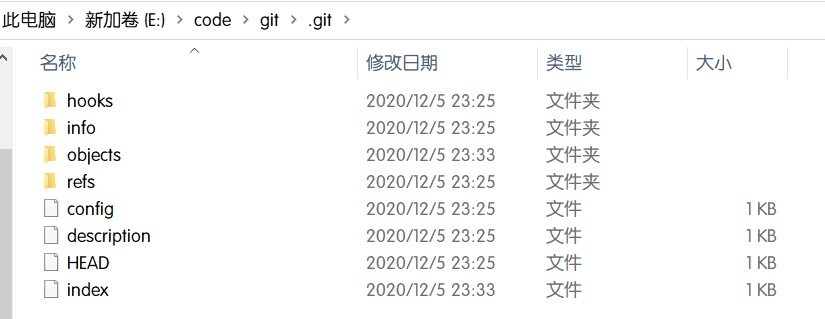 此电脑 > 新加卷 (E:) > code > git > .git >
名称 修改日期 类型 大小
hooks 2020/12/5 23:25 文件夹
info 2020/12/5 23:25 文件夹
objects 2020/12/5 23:33 文件夹
refs 2020/12/5 23:25 文件夹
config 2020/12/5 23:25 文件 1 KB
description 2020/12/5 23:25 文件 1 KB
HEAD 2020/12/5 23:25 文件 1 KB
index 2020/12/5 23:33 文件 1 KB